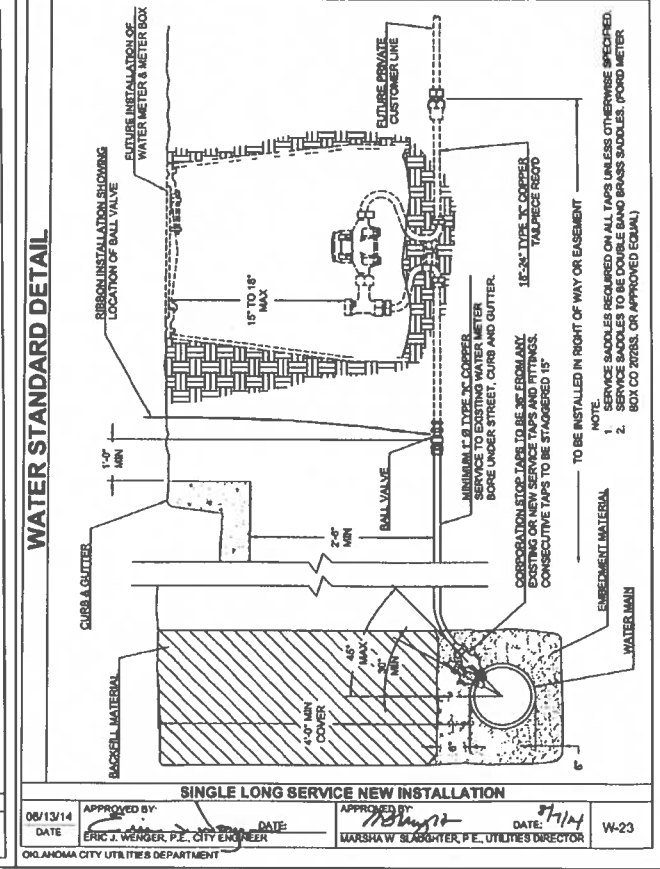 WATER STANDARD DETAIL
RIBBON INSTALLATION SHOWING
LOCATION OF BALL VALVE
FUTURE INSTALLATION OF
WATER METER & METER BOX
CURB & GUTTER
BACKFILL MATERIAL
1'-0"
MIN
15" TO 18"
MAX
FUTURE PRIVATE
CUSTOMER LINE
2'-6"
MIN
BALL VALVE
45°
MAX
30°
MIN
4'-0" MIN
COVER
6"
6"
MINIMUM 1" Ø TYPE "K" COPPER
SERVICE TO EXISTING WATER METER
BORE UNDER STREET, CURB AND GUTTER.
18"-24" TYPE "K" COPPER
TAILPIECE REQ'D
CORPORATION STOP TAPS TO BE 36" FROM ANY
EXISTING OR NEW SERVICE TAPS AND FITTINGS.
CONSECUTIVE TAPS TO BE STAGGERED 15°
TO BE INSTALLED IN RIGHT OF WAY OR EASEMENT
NOTE.
1. SERVICE SADDLES REQUIRED ON ALL TAPS UNLESS OTHERWISE SPECIFIED.
2. SERVICE SADDLES TO BE DOUBLE BAND BRASS SADDLES. (FORD METER
BOX CO 202BS, OR APPROVED EQUAL)
EMBEDMENT MATERIAL
WATER MAIN
SINGLE LONG SERVICE NEW INSTALLATION
08/13/14
DATE
APPROVED BY:
DATE:
ERIC J. WENGER, P.E., CITY ENGINEER
APPROVED BY:
DATE: 8/7/14
MARSHA W SLAUGHTER, P E., UTILITIES DIRECTOR
W-23
OKLAHOMA CITY UTILITIES DEPARTMENT